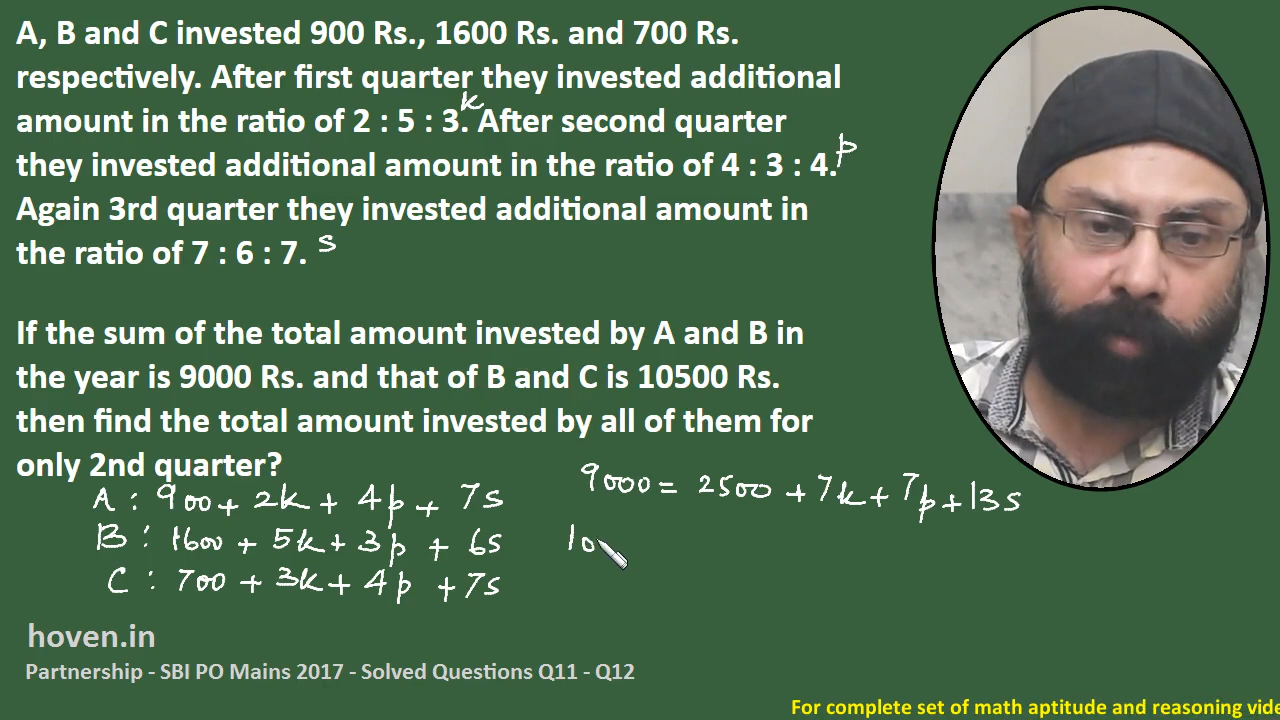 A, B and C invested 900 Rs., 1600 Rs. and 700 Rs.
respectively. After first quarter they invested additional
amount in the ratio of 2 : 5 : 3. k After second quarter
they invested additional amount in the ratio of 4 : 3 : 4. p
Again 3rd quarter they invested additional amount in
the ratio of 7 : 6 : 7. s
If the sum of the total amount invested by A and B in
the year is 9000 Rs. and that of B and C is 10500 Rs.
then find the total amount invested by all of them for
only 2nd quarter?
A : 900 + 2k + 4p + 7s
B : 1600 + 5k + 3p + 6s
C : 700 + 3k + 4p + 7s
9000 = 2500 + 7k + 7p + 13s
10
hoven.in
Partnership - SBI PO Mains 2017 - Solved Questions Q11 - Q12
For complete set of math aptitude and reasoning vide